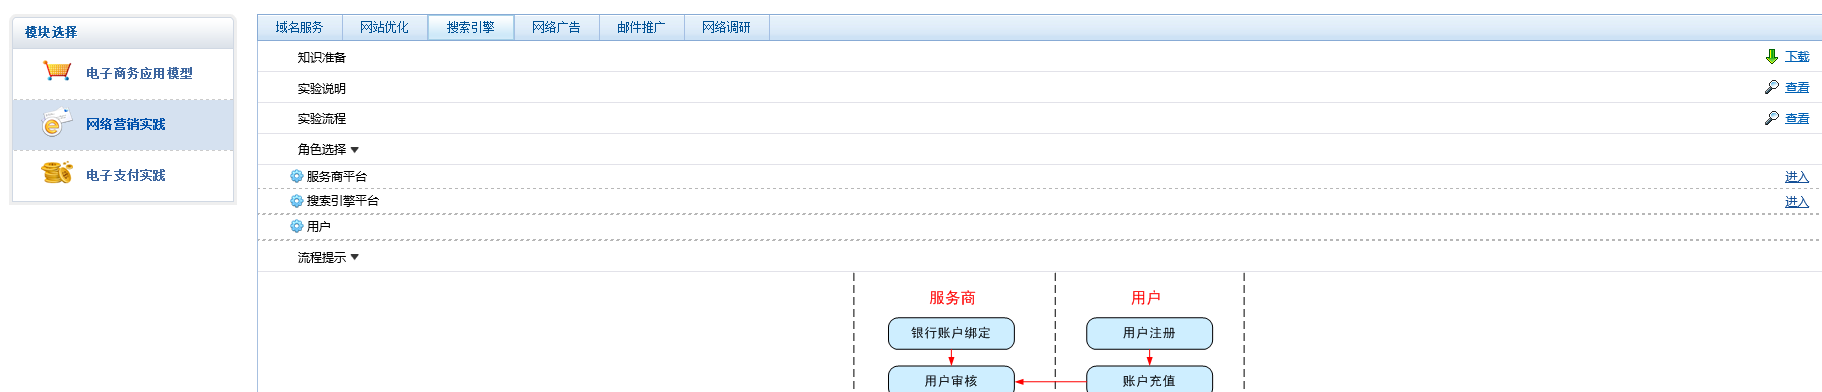 模块选择
电子商务应用模型
网络营销实践
电子支付实践
域名服务 网站优化 搜索引擎 网络广告 邮件推广 网络调研
知识准备 下载
实验说明 查看
实验流程 查看
角色选择
服务商平台 进入
搜索引擎平台 进入
用户
流程提示
服务商 用户
银行账户绑定 用户注册
用户审核 账户充值